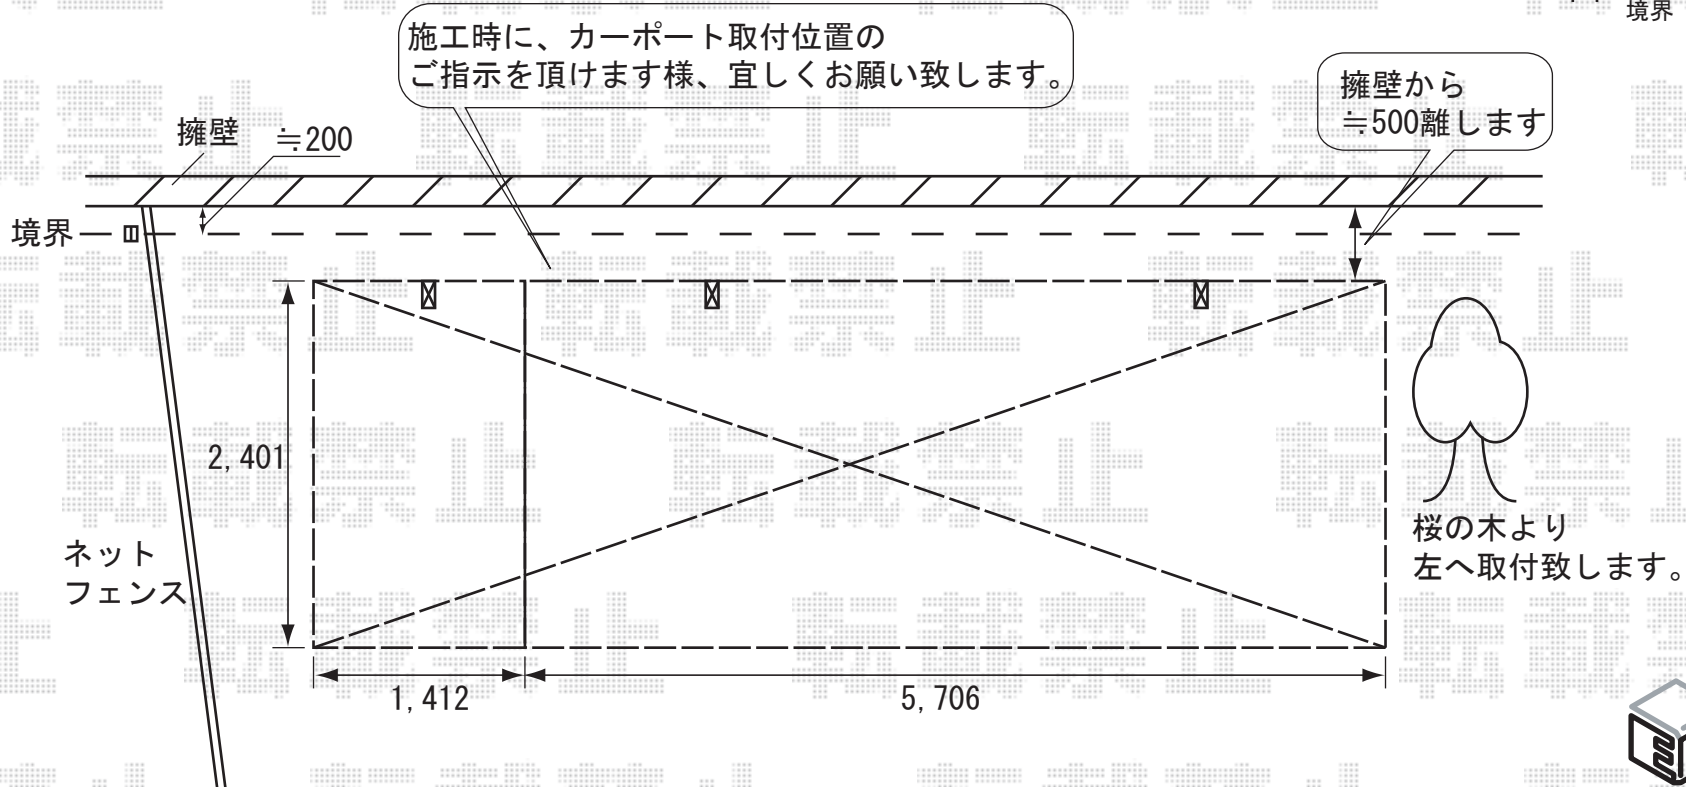 境界
施工時に、カーポート取付位置の
ご指示を頂けます様、宜しくお願い致します。
擁壁から
≒500離します
擁壁
≒200
境界
2,401
ネット
フェンス
桜の木より
左へ取付致します。
1,412
5,706
転載禁止